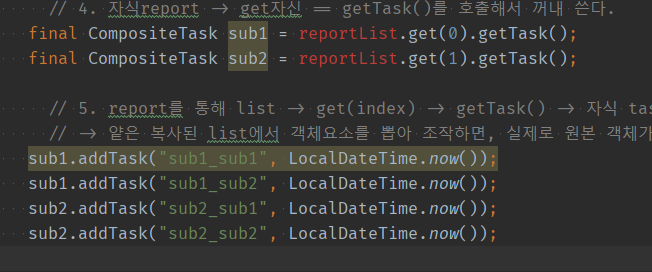 // 4. 자식report -> get자신 == getTask()를 호출해서 꺼내 쓴다.
final CompositeTask sub1 = reportList.get(0).getTask();
final CompositeTask sub2 = reportList.get(1).getTask();
// 5. report를 통해 list -> get(index) -> getTask() -> 자식 tas
// -> 얕은 복사된 list에서 객체요소를 뽑아 조작하면, 실제로 원본 객체가
sub1.addTask("sub1_sub1", LocalDateTime.now());
sub1.addTask("sub1_sub2", LocalDateTime.now());
sub2.addTask("sub2_sub1", LocalDateTime.now());
sub2.addTask("sub2_sub2", LocalDateTime.now());